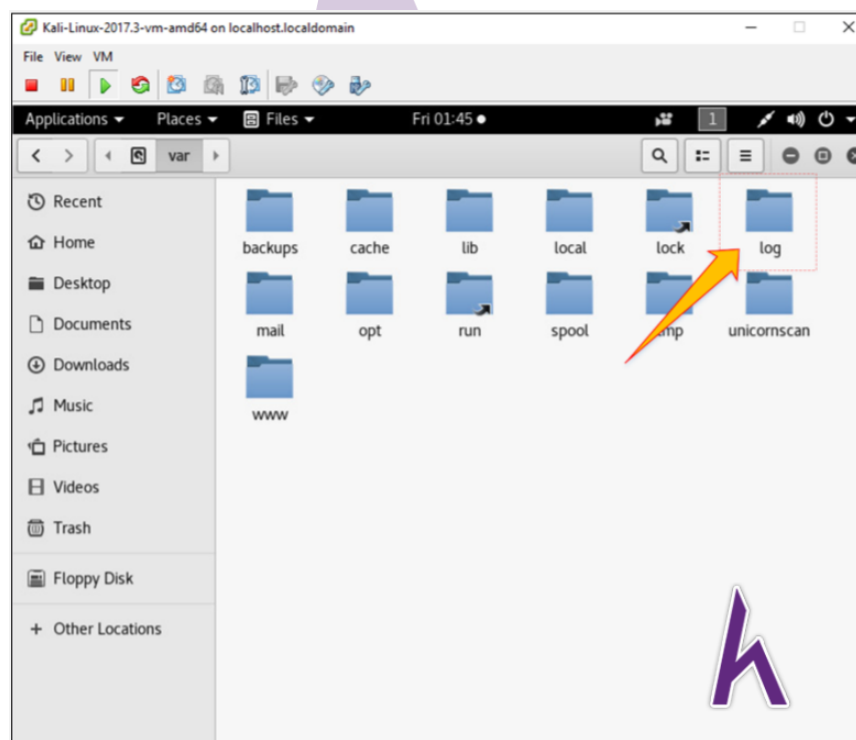 Kali-Linux-2017.3-vm-amd64 on localhost.localdomain
File View VM
Applications Places Files Fri 01:45 1
var
Recent
Home
Desktop
Documents
Downloads
Music
Pictures
Videos
Trash
Floppy Disk
+ Other Locations
backups cache lib local lock log
mail opt run spool unicornscan
www